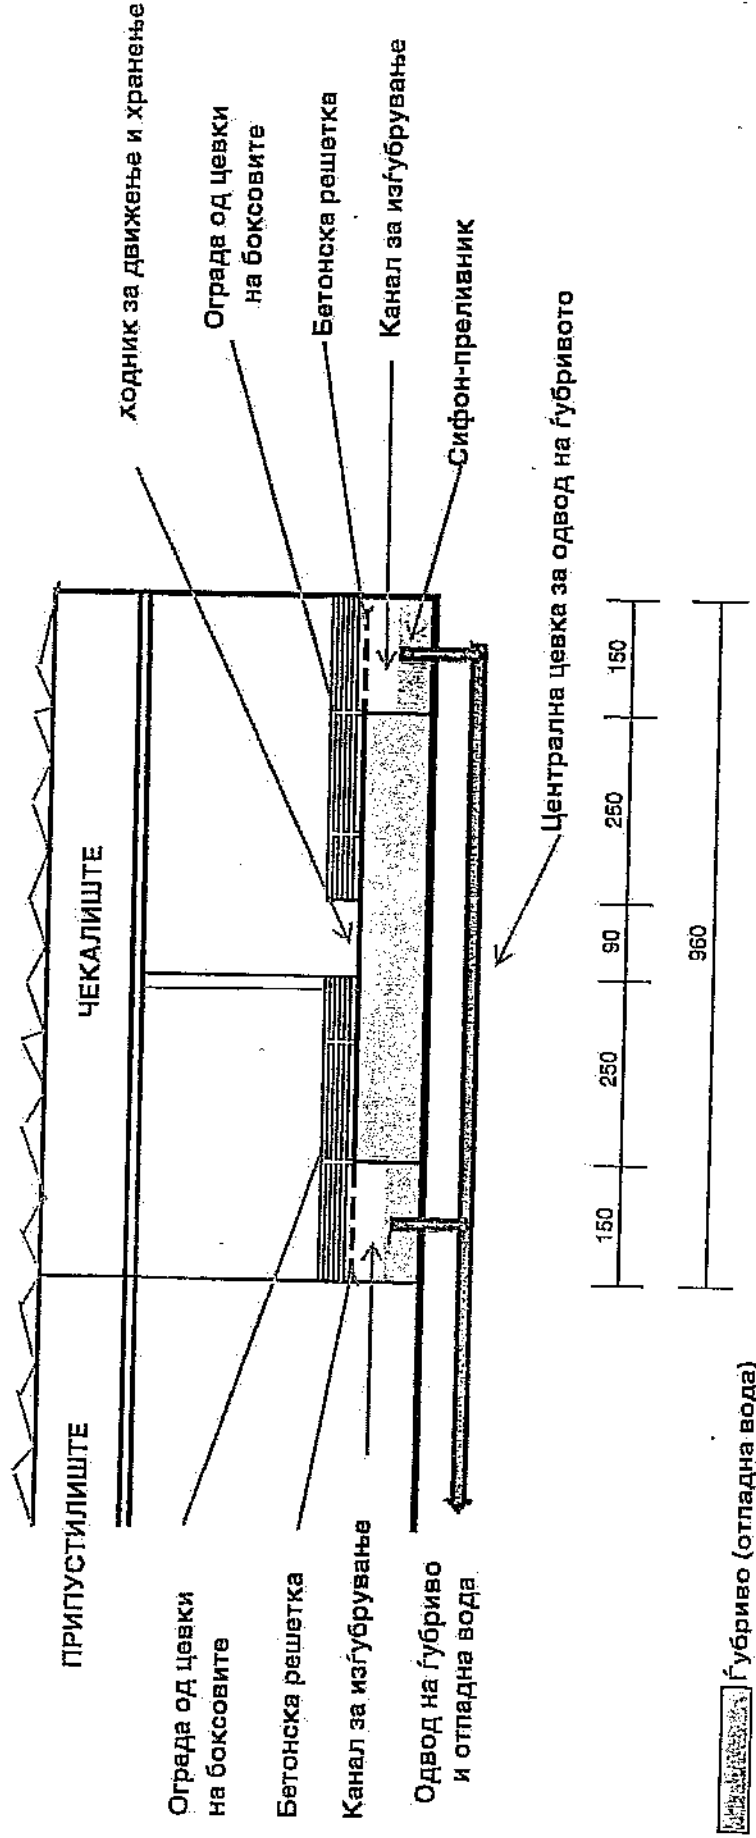 ПРИПУСТИЛИШТЕ
ЧЕКАЛИШТЕ
ходник за движење и хранење
Ограда од цевки
на боксовите
Бетонска решетка
Канал за изѓубрување
Сифон-преливник
Централна цевка за одвод на ѓубривото
Ограда од цевки
на боксовите
Бетонска решетка
Канал за изѓубрување
Одвод на ѓубриво
и отпадна вода
150
250
90
250
150
960
Ѓубриво (отпадна вода)